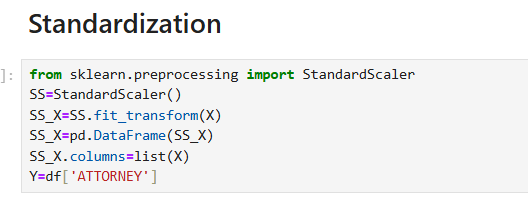 Standardization
]: from sklearn.preprocessing import StandardScaler
SS=StandardScaler()
SS_X=SS.fit_transform(X)
SS_X=pd.DataFrame(SS_X)
SS_X.columns=list(X)
Y=df['ATTORNEY']